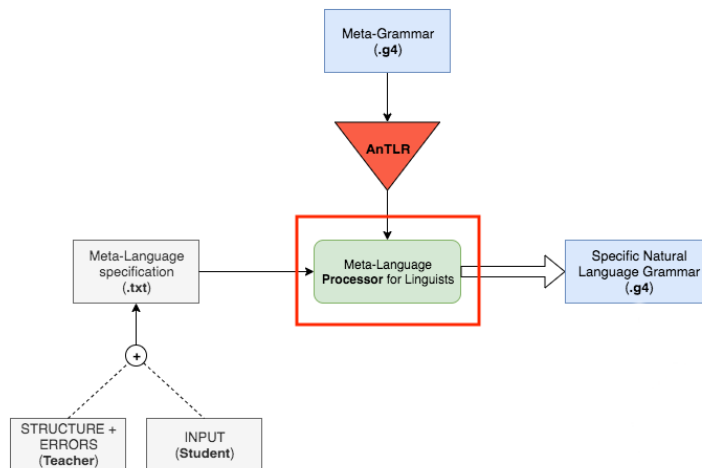 Meta-Grammar
(.g4)
AnTLR
Meta-Language
specification
(.txt)
Meta-Language
Processor for Linguists
Specific Natural
Language Grammar
(.g4)
+
STRUCTURE +
ERRORS
(Teacher)
INPUT
(Student)